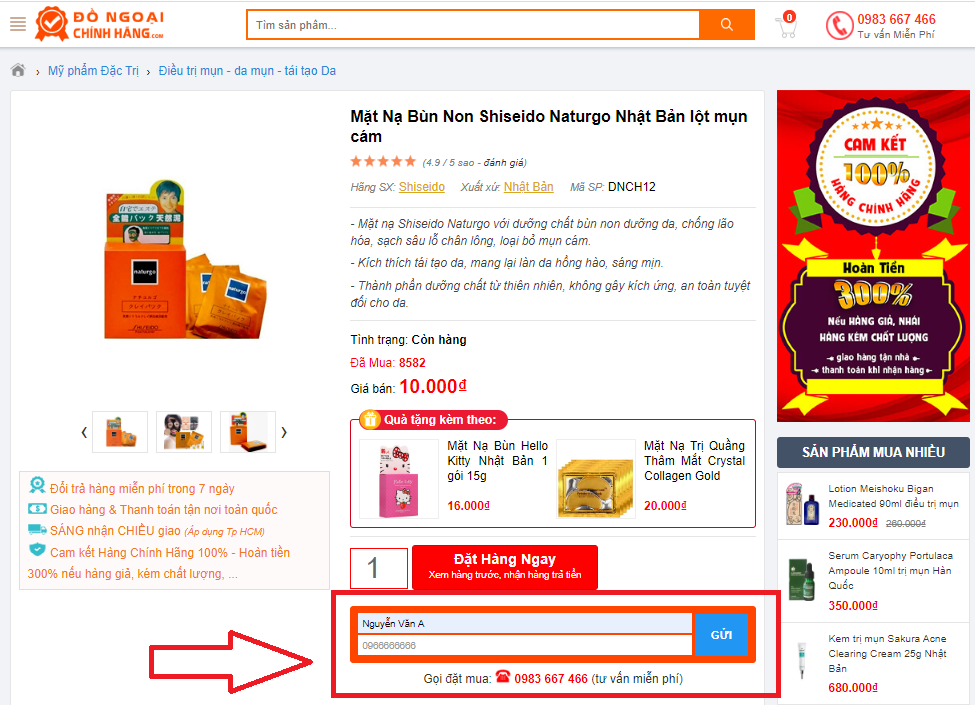 ĐỒ NGOẠI
CHÍNH HÃNG.COM
Tìm sản phẩm...
0
0983 667 466
Tư vấn Miễn Phí
› Mỹ phẩm Đặc Trị › Điều trị mụn - da mụn - tái tạo Da
naturgo
SHISEIDO
naturgo
Đổi trả hàng miễn phí trong 7 ngày
Giao hàng & Thanh toán tận nơi toàn quốc
SÁNG nhận CHIỀU giao (Áp dụng Tp HCM)
Cam kết Hàng Chính Hãng 100% - Hoàn tiền
300% nếu hàng giả, kém chất lượng, ...
Mặt Nạ Bùn Non Shiseido Naturgo Nhật Bản lột mụn
cám
(4.9 / 5 sao - đánh giá)
Hãng SX: Shiseido Xuất xứ: Nhật Bản Mã SP: DNCH12
- Mặt nạ Shiseido Naturgo với dưỡng chất bùn non dưỡng da, chống lão
hóa, sạch sâu lỗ chân lông, loại bỏ mụn cám.
- Kích thích tái tạo da, mang lại làn da hồng hào, sáng mịn.
- Thành phần dưỡng chất từ thiên nhiên, không gây kích ứng, an toàn tuyệt
đối cho da.
Tình trạng: Còn hàng
Đã Mua: 8582
Giá bán: 10.000₫
Quà tặng kèm theo:
Mặt Nạ Bùn Hello
Kitty Nhật Bản 1
gói 15g
16.000₫
Mặt Nạ Trị Quầng
Thâm Mắt Crystal
Collagen Gold
20.000₫
1
Đặt Hàng Ngay
Xem hàng trước, nhận hàng trả tiền
Nguyễn Văn A
0966666666
GỬI
Gọi đặt mua: 0983 667 466 (tư vấn miễn phí)
CAM KẾT
100%
HÀNG CHÍNH HÃNG
Hoàn Tiền
300%
NẾU HÀNG GIẢ, NHÁI
HÀNG KÉM CHẤT LƯỢNG
giao hàng tận nhà
thanh toán khi nhận hàng
SẢN PHẨM MUA NHIỀU
Lotion Meishoku Bigan
Medicated 90ml điều trị mụn
230.000₫ 260.000₫
Serum Caryophy Portulaca
Ampoule 10ml trị mụn Hàn
Quốc
350.000₫
Kem trị mụn Sakura Acne
Clearing Cream 25g Nhật
Bản
680.000₫